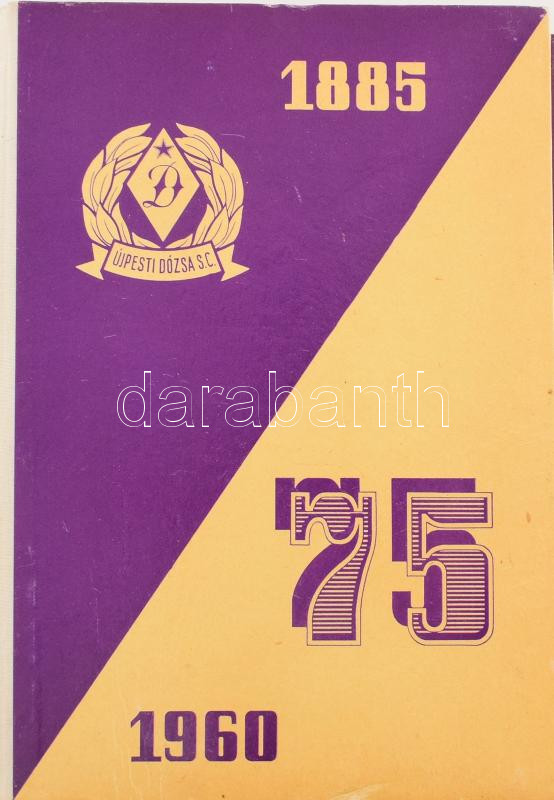 1885
D
ÚJPESTI DÓZSA S.C.
darabanth
75
1960